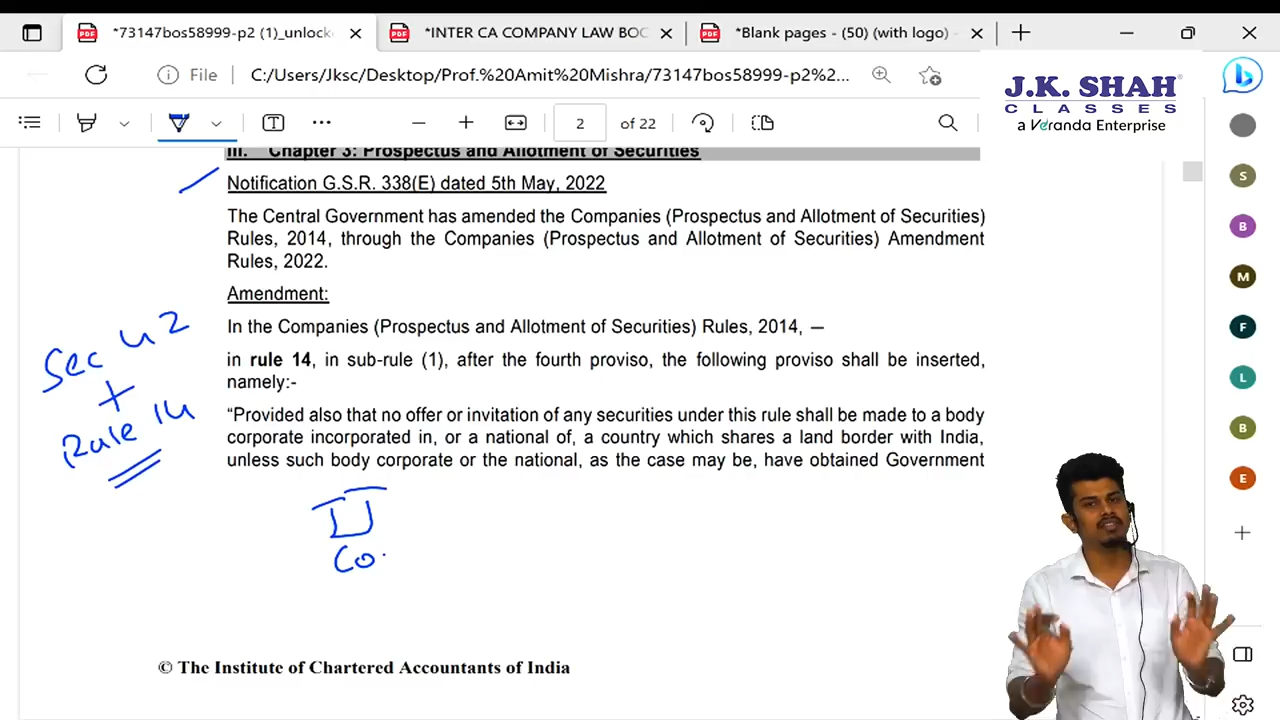 *73147bos58999-p2 (1)_unlock
*INTER CA COMPANY LAW BOC
*Blank pages - (50) (with logo) -
File
C:/Users/Jksc/Desktop/Prof.%20Amit%20Mishra/73147bos58999-p2%2...
2 of 22
J.K. SHAH
CLASSES
a Veranda Enterprise
III. Chapter 3: Prospectus and Allotment of Securities
Notification G.S.R. 338(E) dated 5th May, 2022
The Central Government has amended the Companies (Prospectus and Allotment of Securities)
Rules, 2014, through the Companies (Prospectus and Allotment of Securities) Amendment
Rules, 2022.
Amendment:
In the Companies (Prospectus and Allotment of Securities) Rules, 2014, —
in rule 14, in sub-rule (1), after the fourth proviso, the following proviso shall be inserted,
namely:-
“Provided also that no offer or invitation of any securities under this rule shall be made to a body
corporate incorporated in, or a national of, a country which shares a land border with India,
unless such body corporate or the national, as the case may be, have obtained Government
Sec 42
+
Rule 14
Co.
© The Institute of Chartered Accountants of India
S
B
M
F
L
B
E